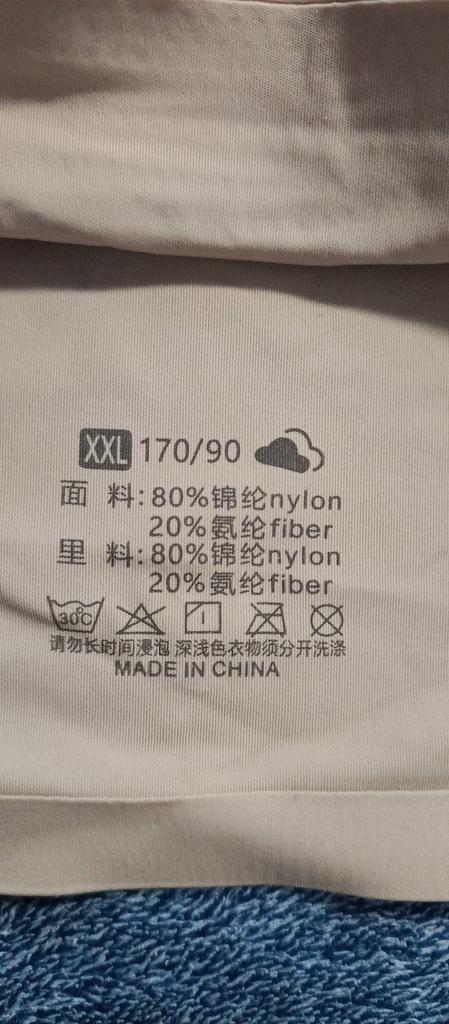 XXL 170/90
面 料:80%锦纶nylon
20%氨纶fiber
里 料:80%锦纶nylon
20%氨纶fiber
30℃
请勿长时间浸泡 深浅色衣物须分开洗涤
MADE IN CHINA